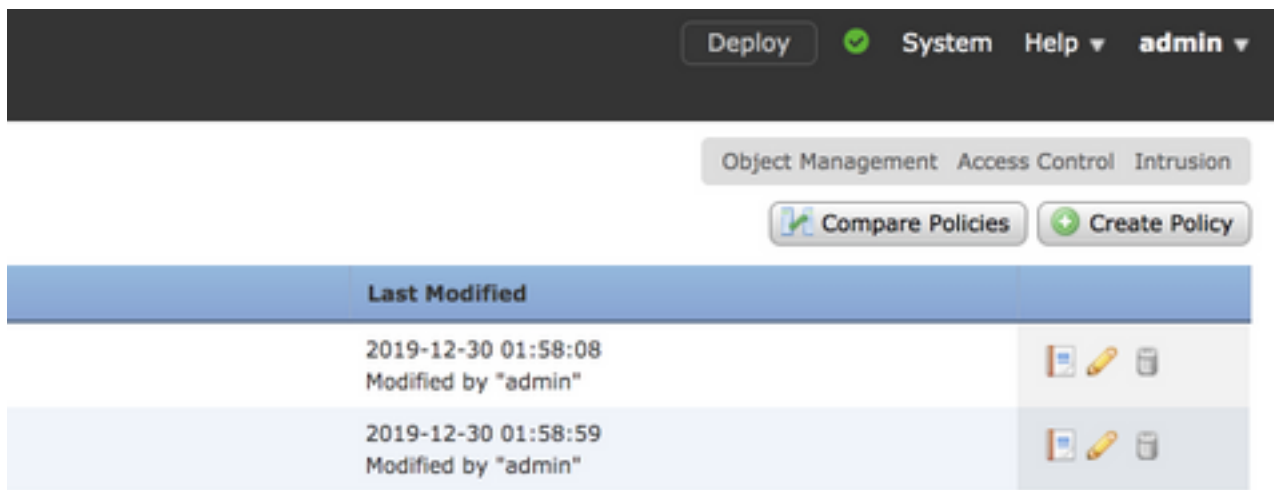 Deploy System Help admin
Object Management Access Control Intrusion
Compare Policies Create Policy
Last Modified
2019-12-30 01:58:08
Modified by "admin"
2019-12-30 01:58:59
Modified by "admin"